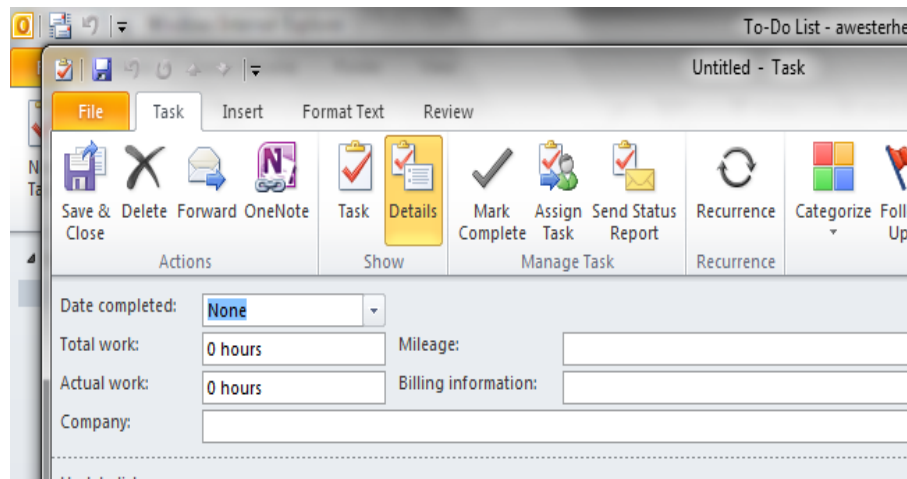 To-Do List - awesterhe
Untitled - Task
File Task Insert Format Text Review
N
Ta
Save & Close Delete Forward OneNote Task Details Mark Complete Assign Task Send Status Report Recurrence Categorize Foll Up
Actions Show Manage Task Recurrence
Date completed: None
Total work: 0 hours Mileage:
Actual work: 0 hours Billing information:
Company: